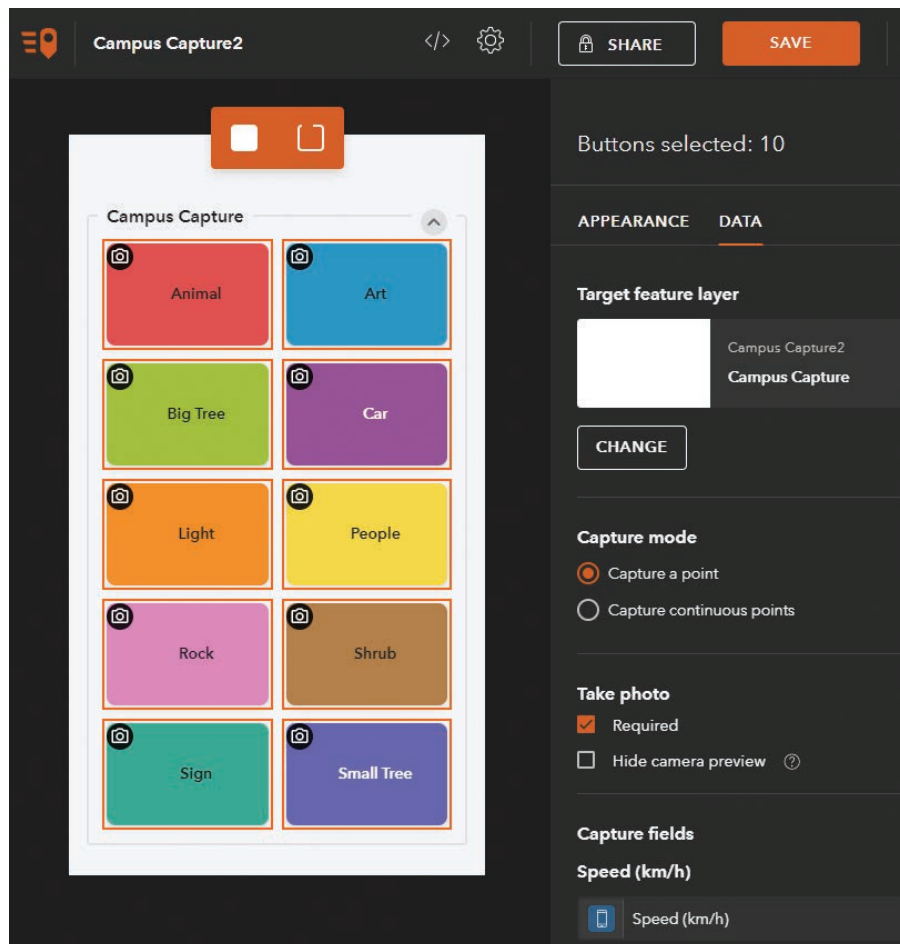 Campus Capture2
</>
SHARE
SAVE
Campus Capture
Animal
Art
Big Tree
Car
Light
People
Rock
Shrub
Sign
Small Tree
Buttons selected: 10
APPEARANCE DATA
Target feature layer
Campus Capture2
Campus Capture
CHANGE
Capture mode
Capture a point
Capture continuous points
Take photo
Required
Hide camera preview ?
Capture fields
Speed (km/h)
Speed (km/h)